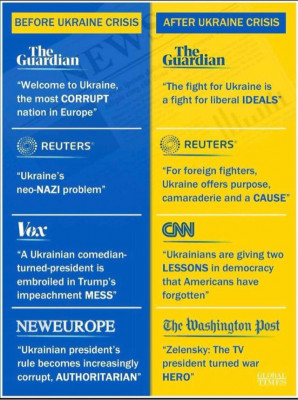 BEFORE UKRAINE CRISIS
The
Guardian
"Welcome to Ukraine,
the most CORRUPT
nation in Europe"
REUTERS®
"Ukraine's
neo-NAZI problem"
Vox
"A Ukrainian comedian-
turned-president is
embroiled in Trump's
impeachment MESS"
NEWEUROPE
"Ukrainian president's
rule becomes increasingly
corrupt, AUTHORITARIAN"
AFTER UKRAINE CRISIS
The
Guardian
"The fight for Ukraine is
a fight for liberal IDEALS"
REUTERS®
"For foreign fighters,
Ukraine offers purpose,
camaraderie and a CAUSE"
CNN
"Ukrainians are giving two
LESSONS in democracy
that Americans have
forgotten"
The Washington Post
"Zelensky: The TV
president turned war
HERO"
GLOBAL
TIMES